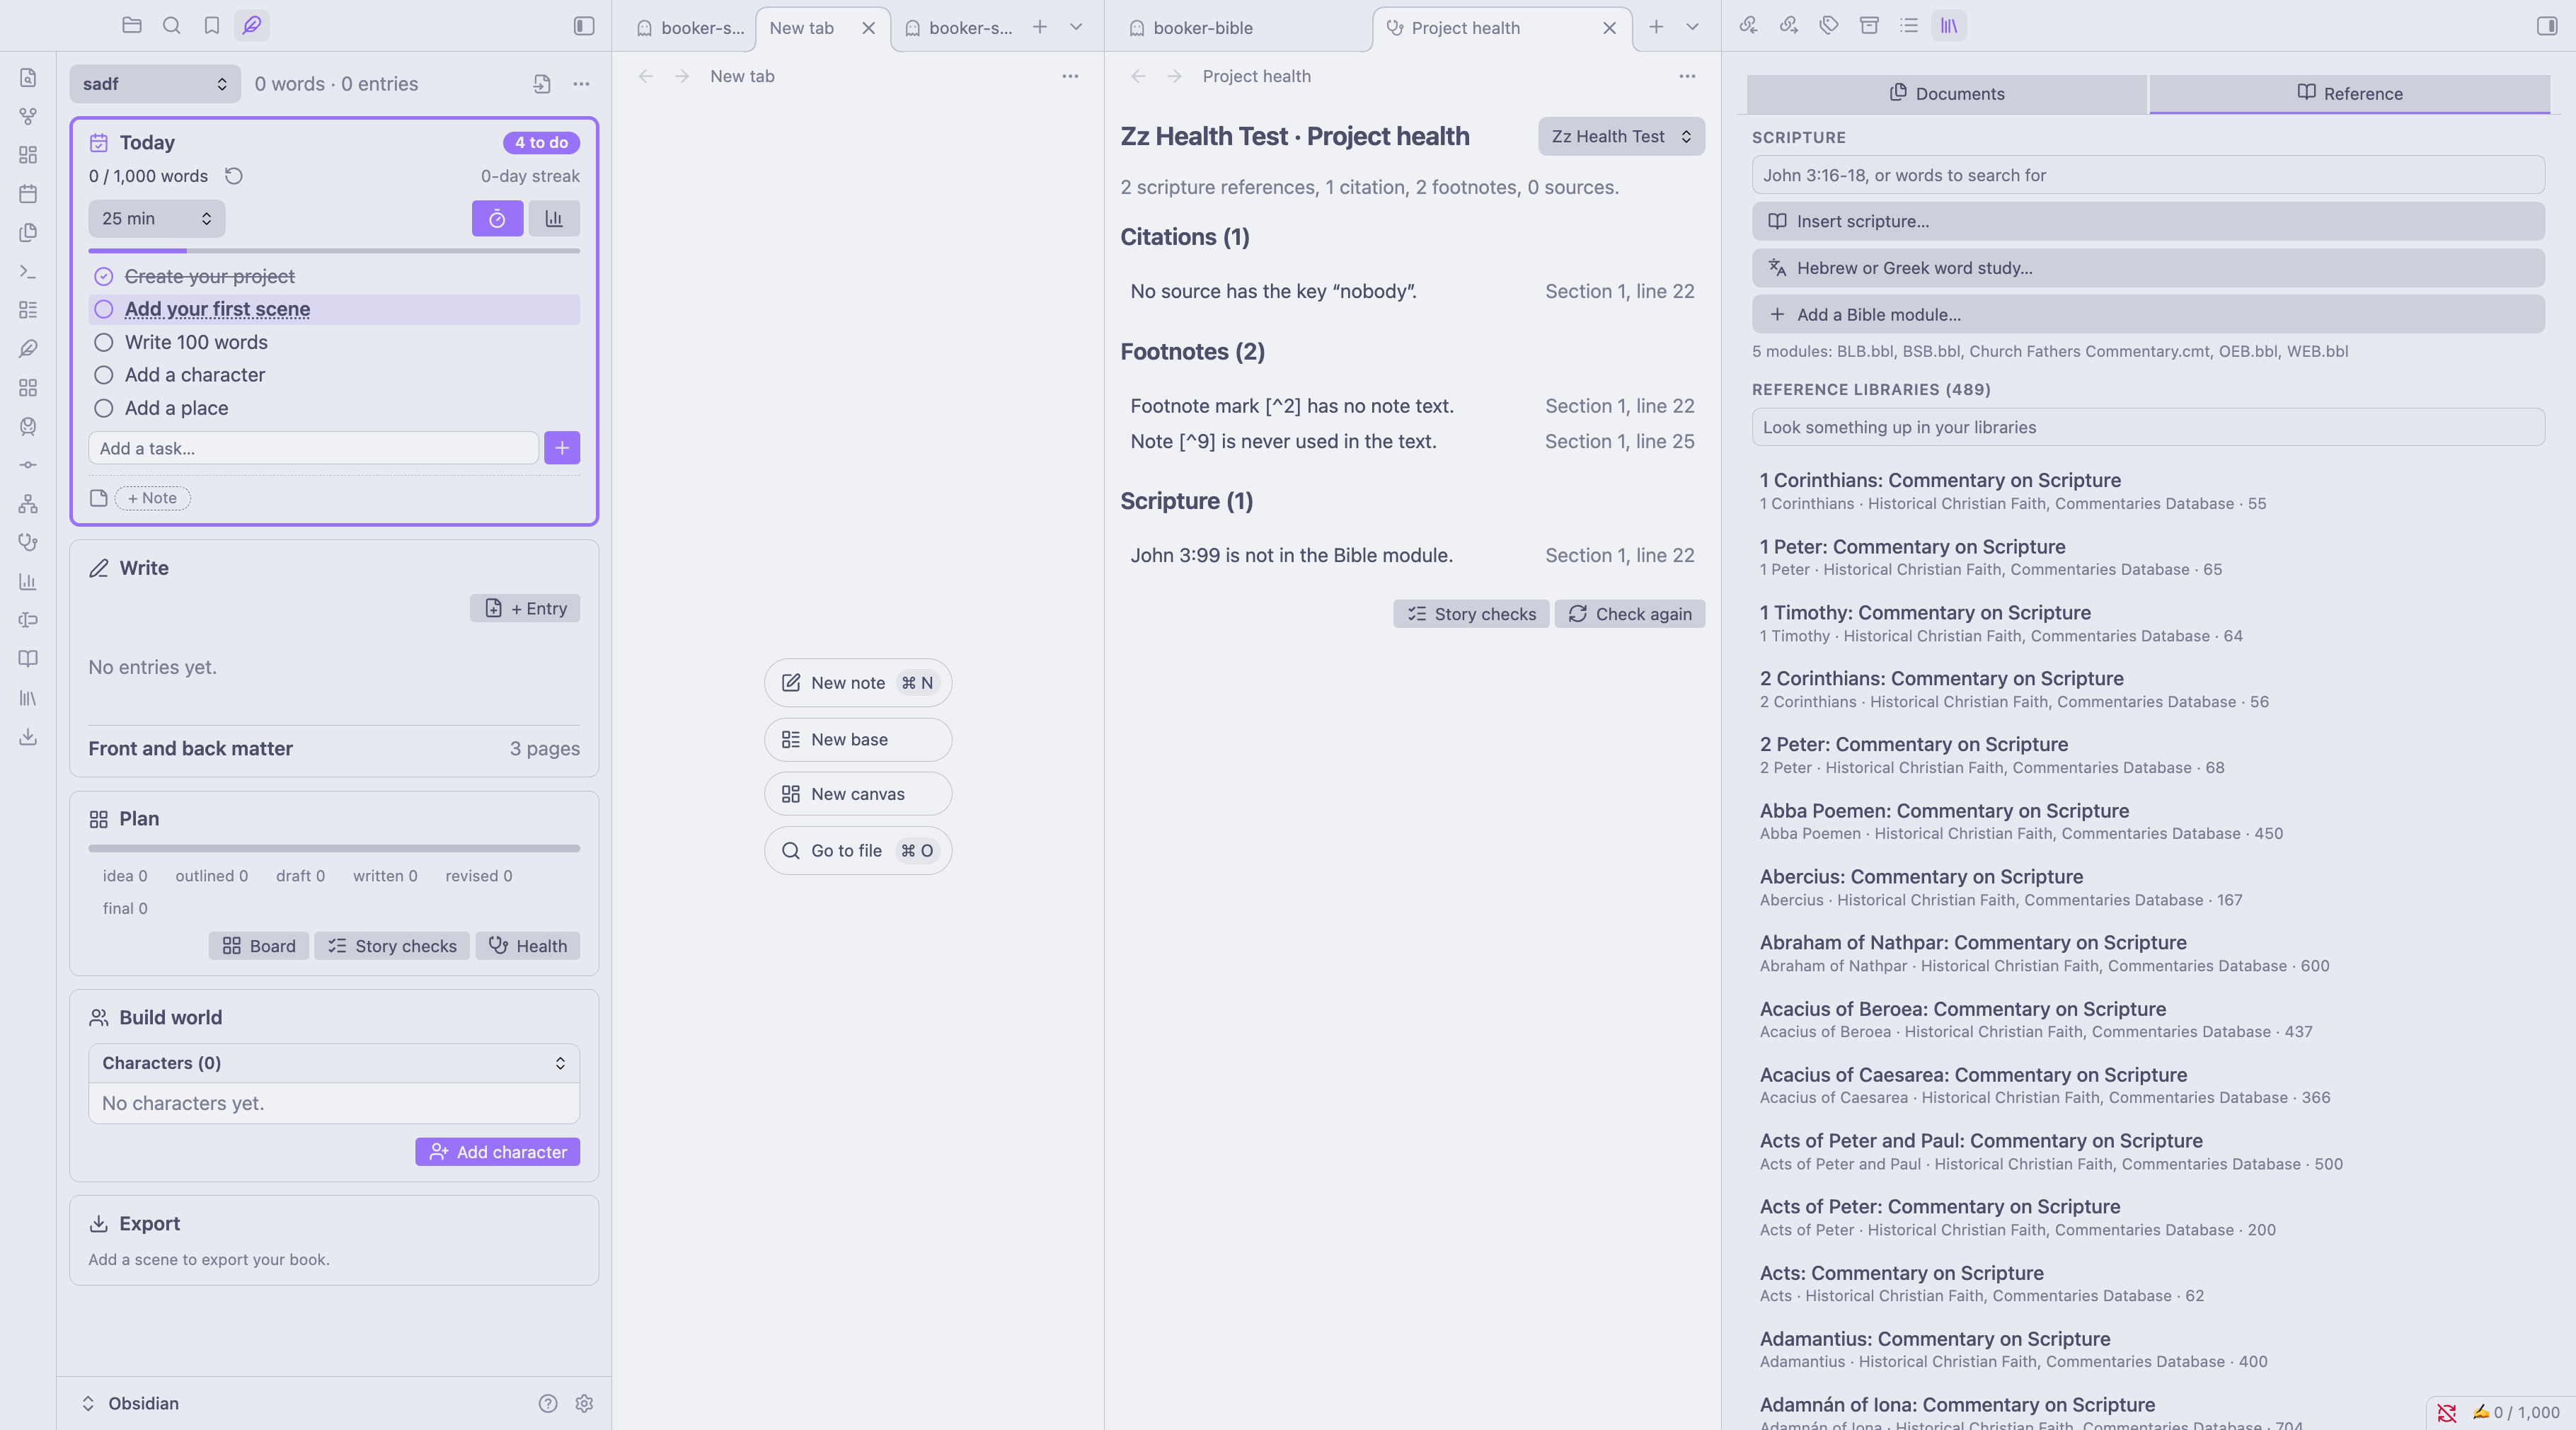 booker-s...
New tab
booker-s...
booker-bible
Project health
sadf
0 words · 0 entries
Today
4 to do
0 / 1,000 words
0-day streak
25 min
Create your project
Add your first scene
Write 100 words
Add a character
Add a place
Add a task...
+ Note
Write
+ Entry
No entries yet.
Front and back matter
3 pages
Plan
idea 0
outlined 0
draft 0
written 0
revised 0
final 0
Board
Story checks
Health
Build world
Characters (0)
No characters yet.
Add character
Export
Add a scene to export your book.
Obsidian
New tab
New note ⌘ N
New base
New canvas
Go to file ⌘ O
Project health
Zz Health Test · Project health
Zz Health Test
2 scripture references, 1 citation, 2 footnotes, 0 sources.
Citations (1)
No source has the key “nobody”.
Section 1, line 22
Footnotes (2)
Footnote mark [^2] has no note text.
Section 1, line 22
Note [^9] is never used in the text.
Section 1, line 25
Scripture (1)
John 3:99 is not in the Bible module.
Section 1, line 22
Story checks
Check again
Documents
Reference
SCRIPTURE
John 3:16-18, or words to search for
Insert scripture...
Hebrew or Greek word study...
Add a Bible module...
5 modules: BLB.bbl, BSB.bbl, Church Fathers Commentary.cmt, OEB.bbl, WEB.bbl
REFERENCE LIBRARIES (489)
Look something up in your libraries
1 Corinthians: Commentary on Scripture
1 Corinthians · Historical Christian Faith, Commentaries Database · 55
1 Peter: Commentary on Scripture
1 Peter · Historical Christian Faith, Commentaries Database · 65
1 Timothy: Commentary on Scripture
1 Timothy · Historical Christian Faith, Commentaries Database · 64
2 Corinthians: Commentary on Scripture
2 Corinthians · Historical Christian Faith, Commentaries Database · 56
2 Peter: Commentary on Scripture
2 Peter · Historical Christian Faith, Commentaries Database · 68
Abba Poemen: Commentary on Scripture
Abba Poemen · Historical Christian Faith, Commentaries Database · 450
Abercius: Commentary on Scripture
Abercius · Historical Christian Faith, Commentaries Database · 167
Abraham of Nathpar: Commentary on Scripture
Abraham of Nathpar · Historical Christian Faith, Commentaries Database · 600
Acacius of Beroea: Commentary on Scripture
Acacius of Beroea · Historical Christian Faith, Commentaries Database · 437
Acacius of Caesarea: Commentary on Scripture
Acacius of Caesarea · Historical Christian Faith, Commentaries Database · 366
Acts of Peter and Paul: Commentary on Scripture
Acts of Peter and Paul · Historical Christian Faith, Commentaries Database · 500
Acts of Peter: Commentary on Scripture
Acts of Peter · Historical Christian Faith, Commentaries Database · 200
Acts: Commentary on Scripture
Acts · Historical Christian Faith, Commentaries Database · 62
Adamantius: Commentary on Scripture
Adamantius · Historical Christian Faith, Commentaries Database · 400
Adamnán of Iona: Commentary on Scripture
Adamnán of Iona · Historical Christian Faith, Commentaries Database · 704
✍️ 0 / 1,000